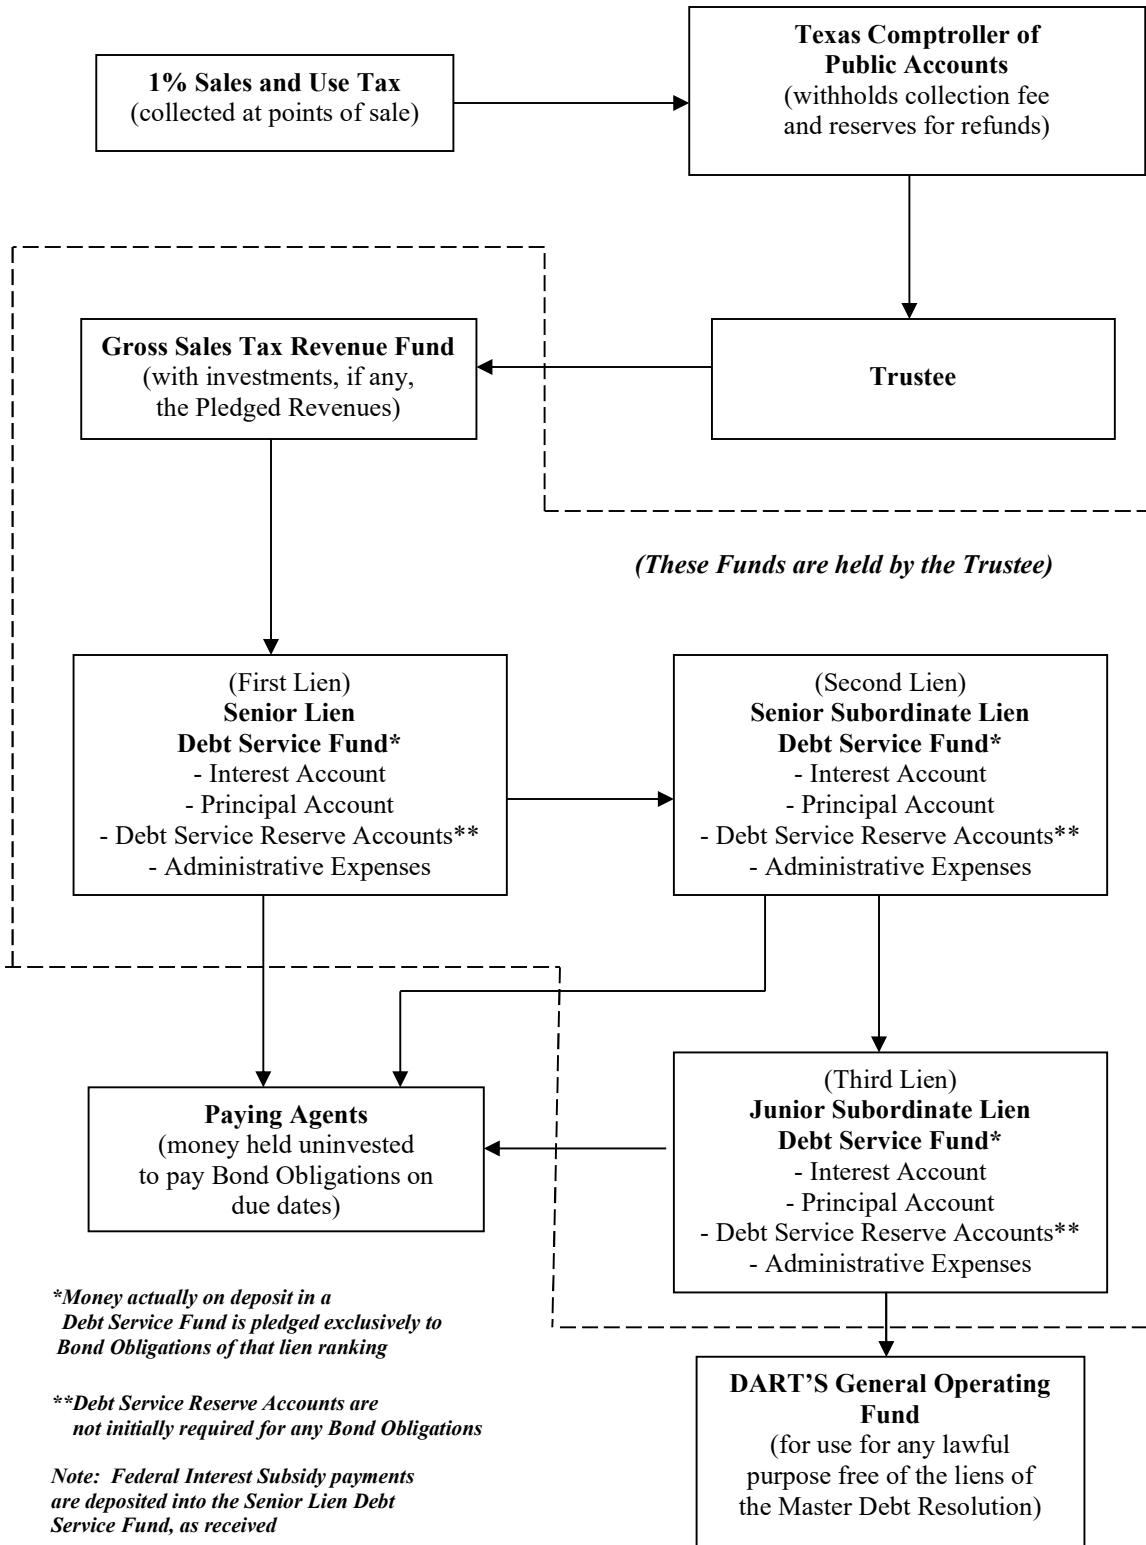 1% Sales and Use Tax
(collected at points of sale)
Texas Comptroller of
Public Accounts
(withholds collection fee
and reserves for refunds)
Gross Sales Tax Revenue Fund
(with investments, if any,
the Pledged Revenues)
Trustee
(These Funds are held by the Trustee)
(First Lien)
Senior Lien
Debt Service Fund*
- Interest Account
- Principal Account
- Debt Service Reserve Accounts**
- Administrative Expenses
(Second Lien)
Senior Subordinate Lien
Debt Service Fund*
- Interest Account
- Principal Account
- Debt Service Reserve Accounts**
- Administrative Expenses
Paying Agents
(money held uninvested
to pay Bond Obligations on
due dates)
(Third Lien)
Junior Subordinate Lien
Debt Service Fund*
- Interest Account
- Principal Account
- Debt Service Reserve Accounts**
- Administrative Expenses
*Money actually on deposit in a
Debt Service Fund is pledged exclusively to
Bond Obligations of that lien ranking
**Debt Service Reserve Accounts are
not initially required for any Bond Obligations
Note: Federal Interest Subsidy payments
are deposited into the Senior Lien Debt
Service Fund, as received
DART'S General Operating
Fund
(for use for any lawful
purpose free of the liens of
the Master Debt Resolution)